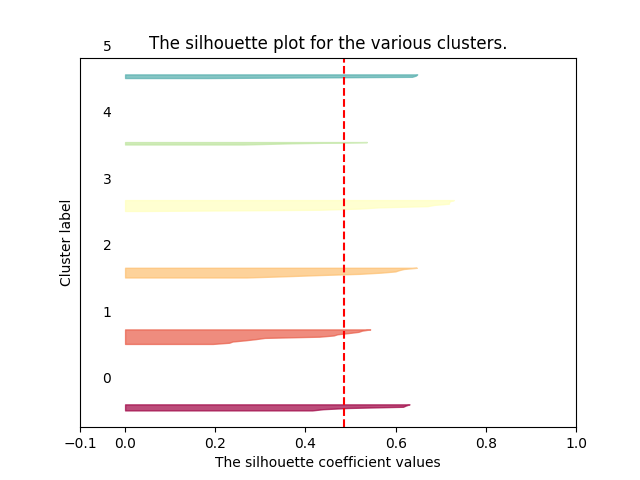 The silhouette plot for the various clusters.
5
4
3
2
1
0
Cluster label
−0.1 0.0 0.2 0.4 0.6 0.8 1.0
The silhouette coefficient values